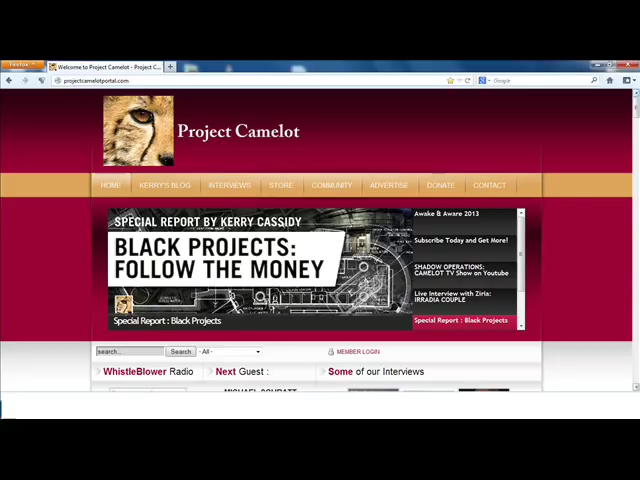 Firefox
Welcome to Project Camelot - Project C...
projectcamelotportal.com
Google
Project Camelot
HOME
KERRY'S BLOG
INTERVIEWS
STORE
COMMUNITY
ADVERTISE
DONATE
CONTACT
SPECIAL REPORT BY KERRY CASSIDY
BLACK PROJECTS:
FOLLOW THE MONEY
Special Report : Black Projects
Awake & Aware 2013
Subscribe Today and Get More!
SHADOW OPERATIONS:
CAMELOT TV Show on Youtube
Live Interview with Ziria:
IRRADIA COUPLE
Special Report : Black Projects
search...
Search
- All -
MEMBER LOGIN
WhistleBlower Radio
Next Guest :
Some of our Interviews